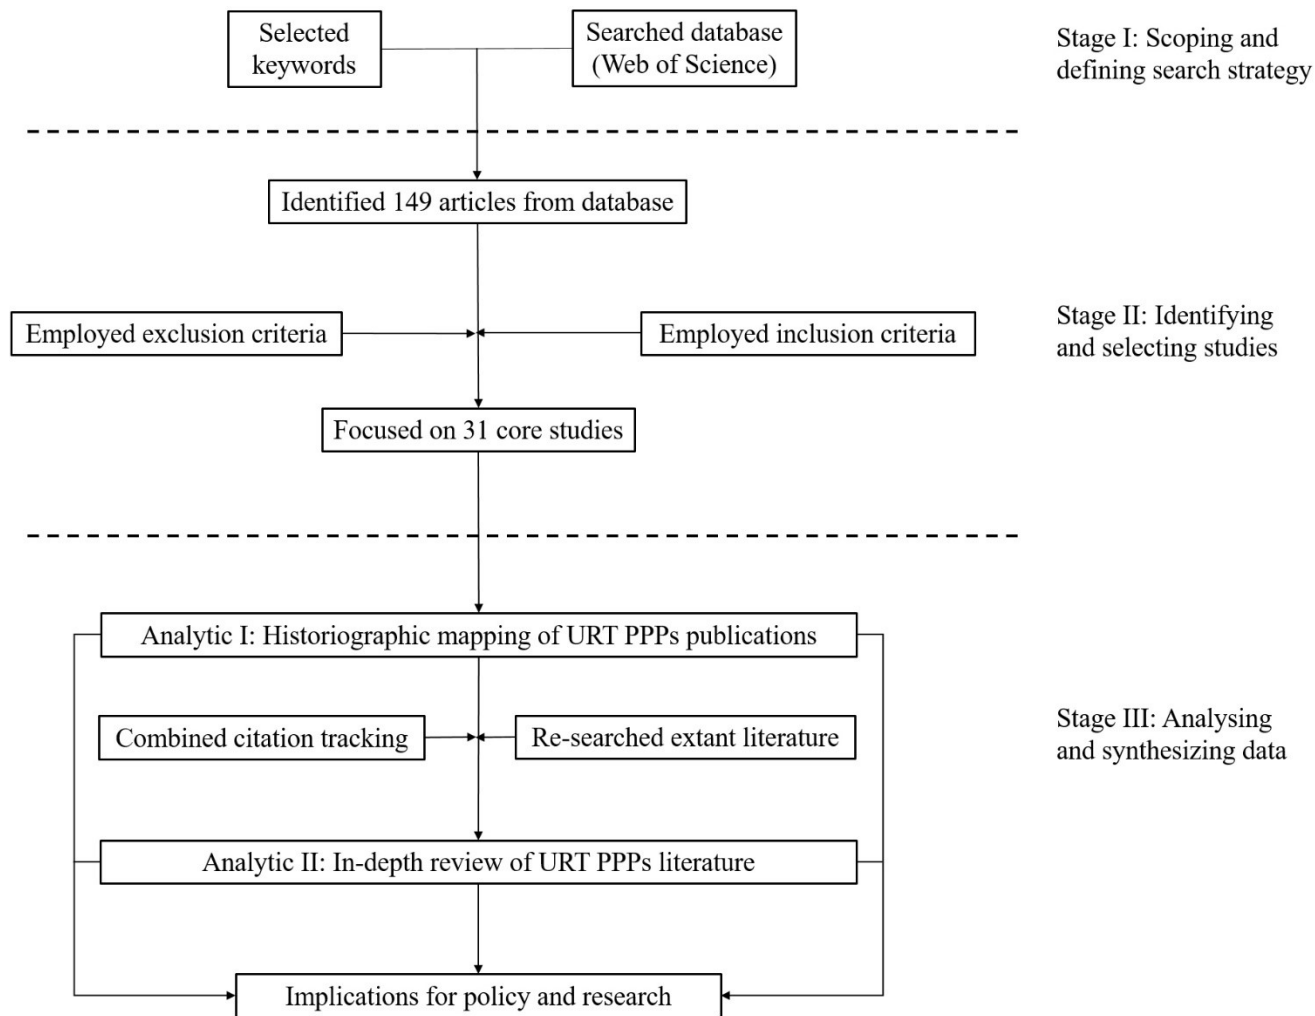 Selected
keywords
Searched database
(Web of Science)
Stage I: Scoping and
defining search strategy
Identified 149 articles from database
Employed exclusion criteria
Employed inclusion criteria
Stage II: Identifying
and selecting studies
Focused on 31 core studies
Analytic I: Historiographic mapping of URT PPPs publications
Combined citation tracking
Re-searched extant literature
Stage III: Analysing
and synthesizing data
Analytic II: In-depth review of URT PPPs literature
Implications for policy and research